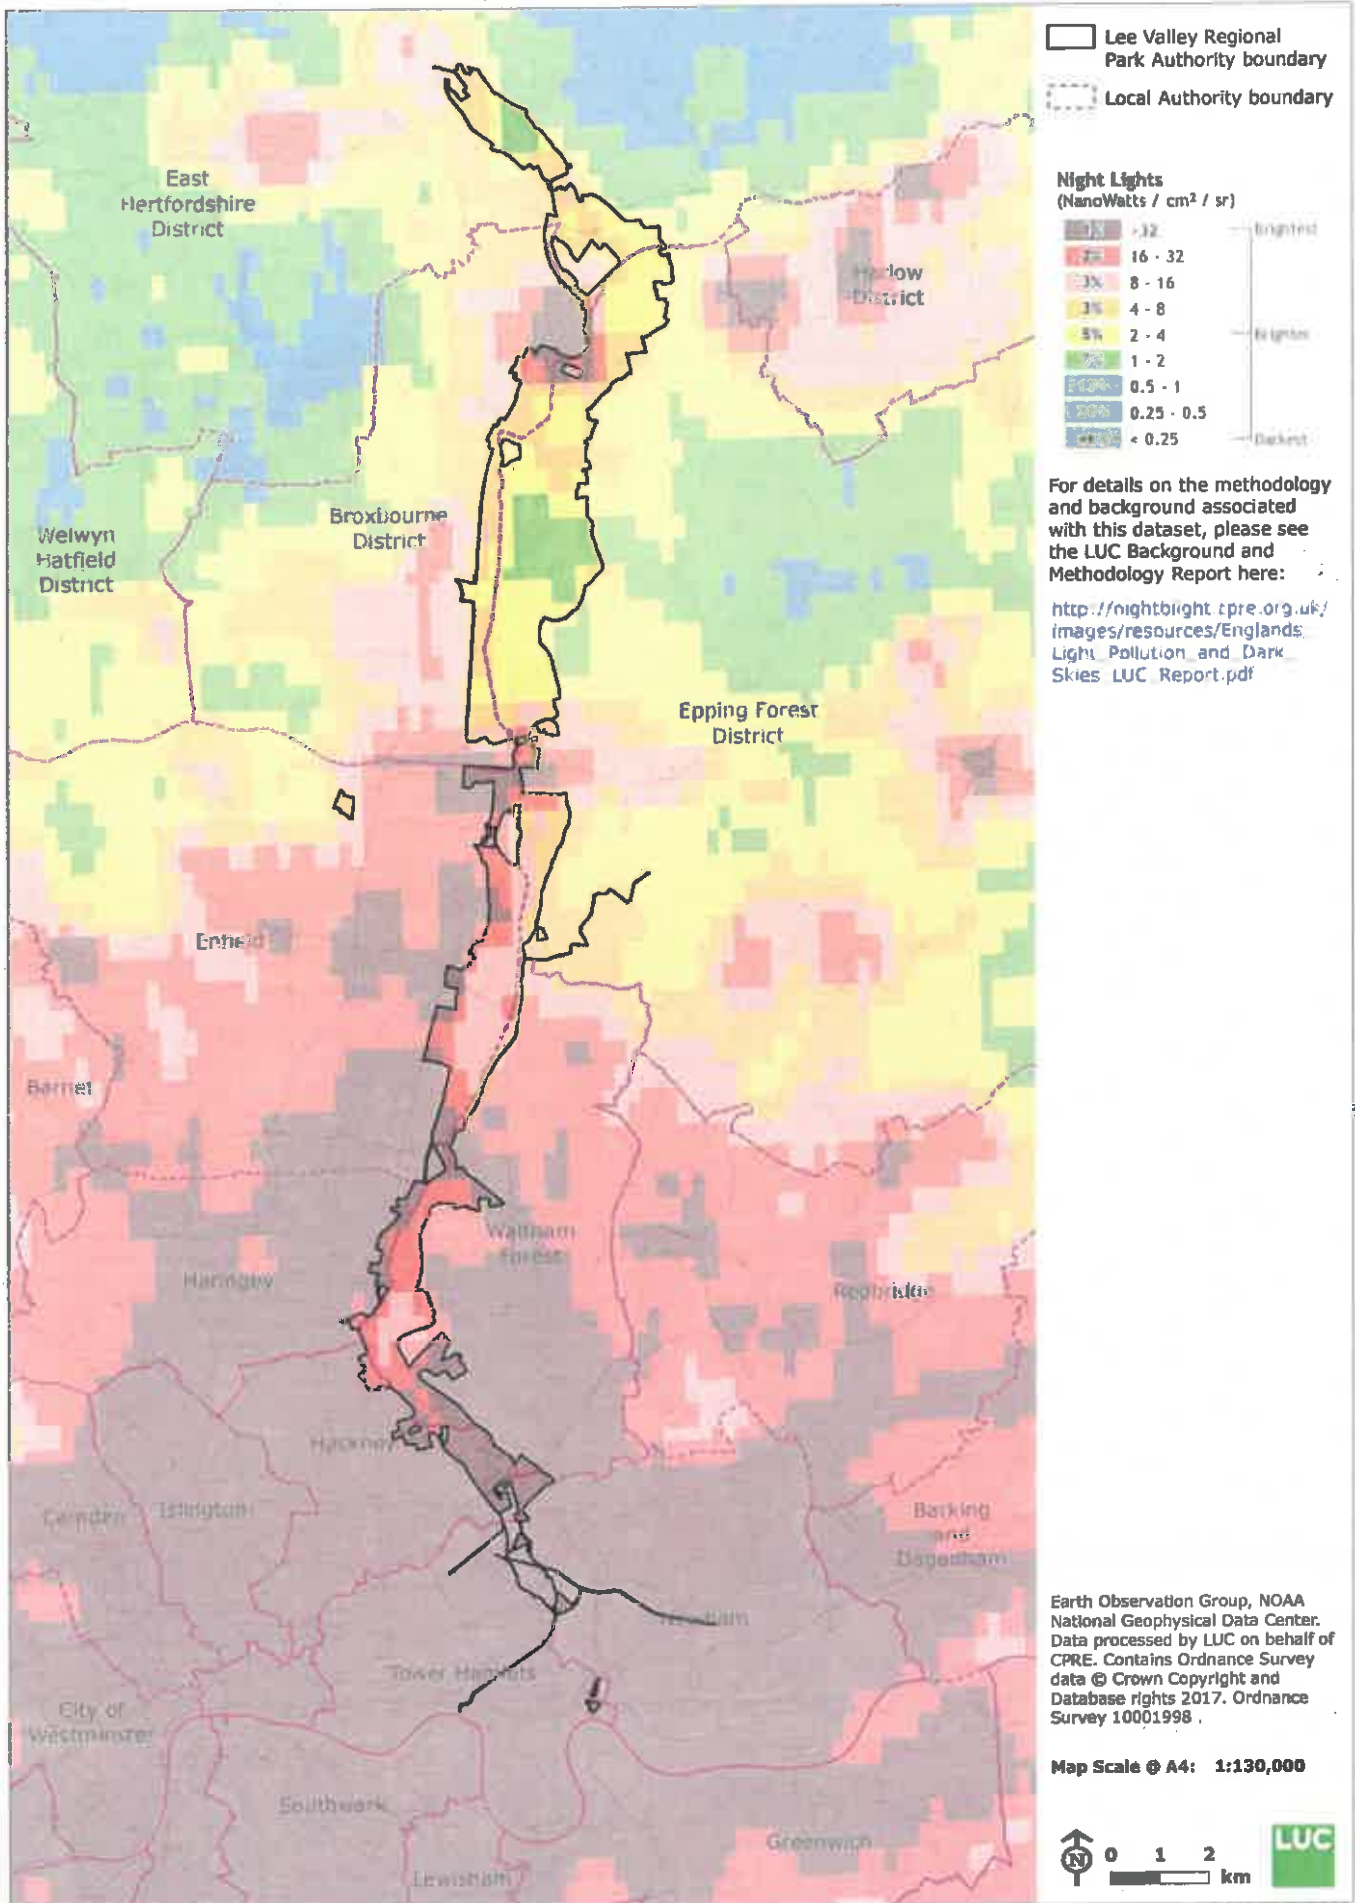 Lee Valley Regional
Park Authority boundary
Local Authority boundary
Night Lights
(NanoWatts / cm² / sr)
16 - 32
8 - 16
4 - 8
2 - 4
1 - 2
0.5 - 1
0.25 - 0.5
< 0.25
Brightest
Brighter
Darkest
For details on the methodology
and background associated
with this dataset, please see
the LUC Background and
Methodology Report here:
http://nightblight.cpre.org.uk/
images/resources/Englands_
Light_Pollution_and_Dark_
Skies_LUC_Report.pdf
East
Hertfordshire
District
Harlow
District
Broxbourne
District
Welwyn
Hatfield
District
Epping Forest
District
Enfield
Barnet
Waltham
Forest
Haringey
Redbridge
Hackney
Camden
Islington
Barking
and
Dagenham
Newham
Tower Hamlets
City of
Westminster
Southwark
Greenwich
Lewisham
Earth Observation Group, NOAA
National Geophysical Data Center.
Data processed by LUC on behalf of
CPRE. Contains Ordnance Survey
data © Crown Copyright and
Database rights 2017. Ordnance
Survey 10001998 .
Map Scale @ A4: 1:130,000
N
0 1 2
km
LUC